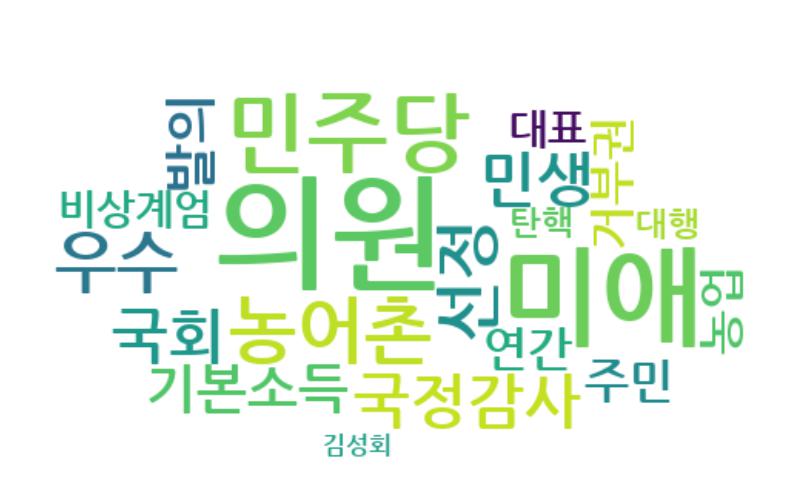 민주당
대표
발의
거부권
민생
의원
비상계엄
탄핵
대행
우수
선정
미애
농업
국회
농어촌
연간
기본소득
국정감사
주민
김성회